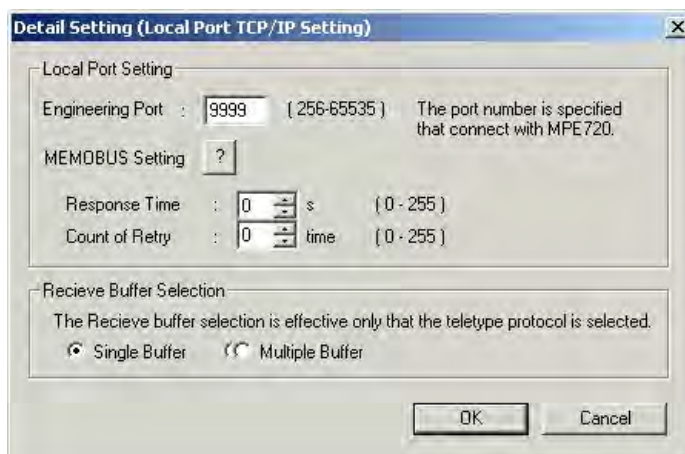 Detail Setting (Local Port TCP/IP Setting)
Local Port Setting
Engineering Port : 9999 ( 256-65535 ) The port number is specified
that connect with MPE720.
MEMOBUS Setting ?
Response Time : 0 s ( 0 - 255 )
Count of Retry : 0 time ( 0 - 255 )
Recieve Buffer Selection
The Recieve buffer selection is effective only that the teletype protocol is selected.
Single Buffer Multiple Buffer
OK Cancel